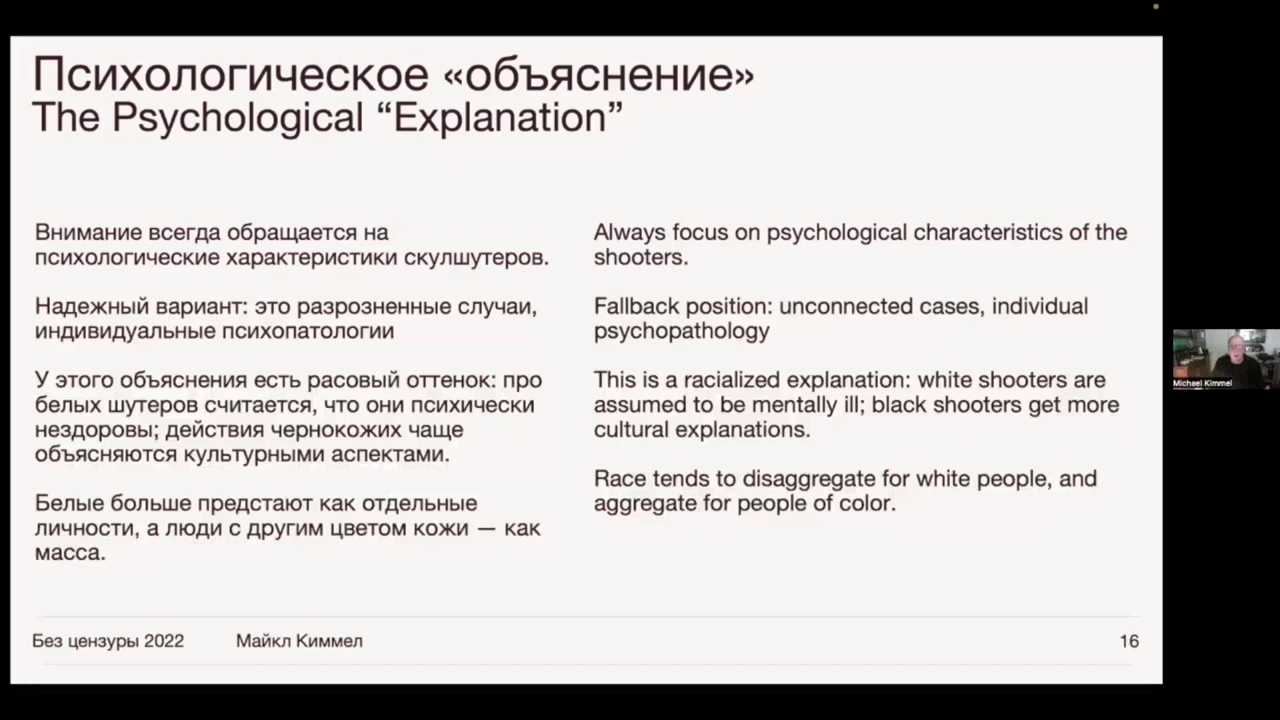 Психологическое «объяснение»
The Psychological “Explanation”
Внимание всегда обращается на
психологические характеристики скулшутеров.
Надежный вариант: это разрозненные случаи,
индивидуальные психопатологии
У этого объяснения есть расовый оттенок: про
белых шутеров считается, что они психически
нездоровы; действия чернокожих чаще
объясняются культурными аспектами.
Белые больше предстают как отдельные
личности, а люди с другим цветом кожи — как
масса.
Always focus on psychological characteristics of the
shooters.
Fallback position: unconnected cases, individual
psychopathology
This is a racialized explanation: white shooters are
assumed to be mentally ill; black shooters get more
cultural explanations.
Race tends to disaggregate for white people, and
aggregate for people of color.
Без цензуры 2022
Майкл Киммел
16
Michael Kimmel